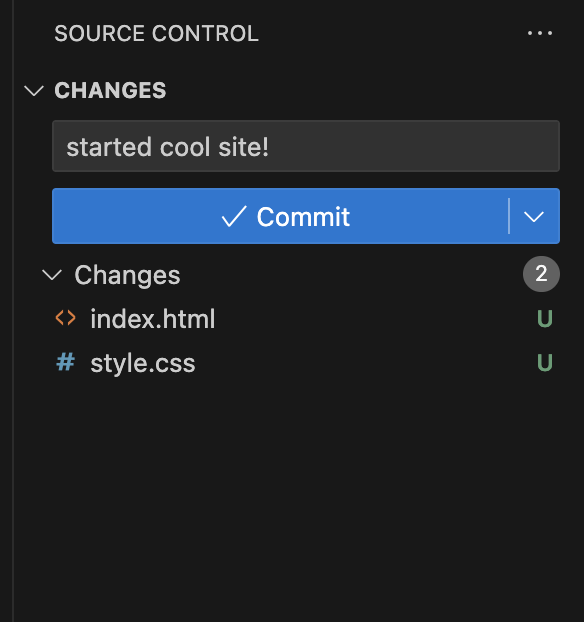 SOURCE CONTROL
CHANGES
started cool site!
Commit
Changes 2
<> index.html U
# style.css U